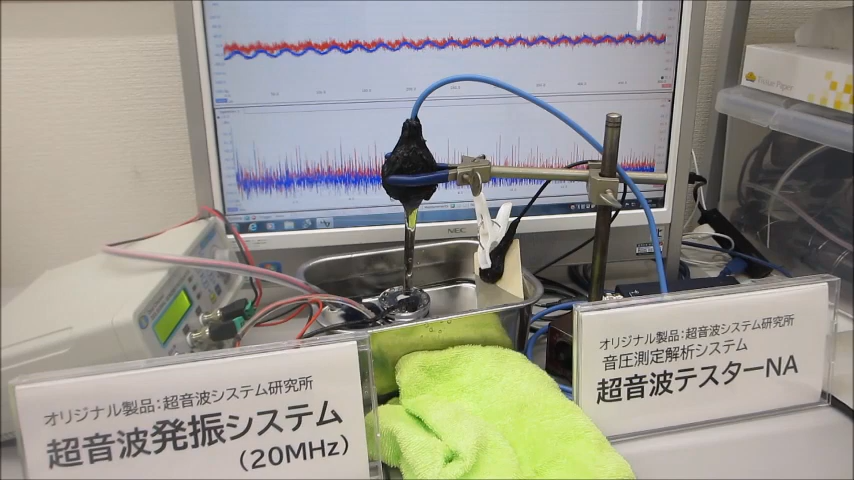 NEC
Tissue Paper
オリジナル製品:超音波システム研究所
超音波発振システム
(20MHz)
オリジナル製品:超音波システム研究所
音圧測定解析システム
超音波テスターNA